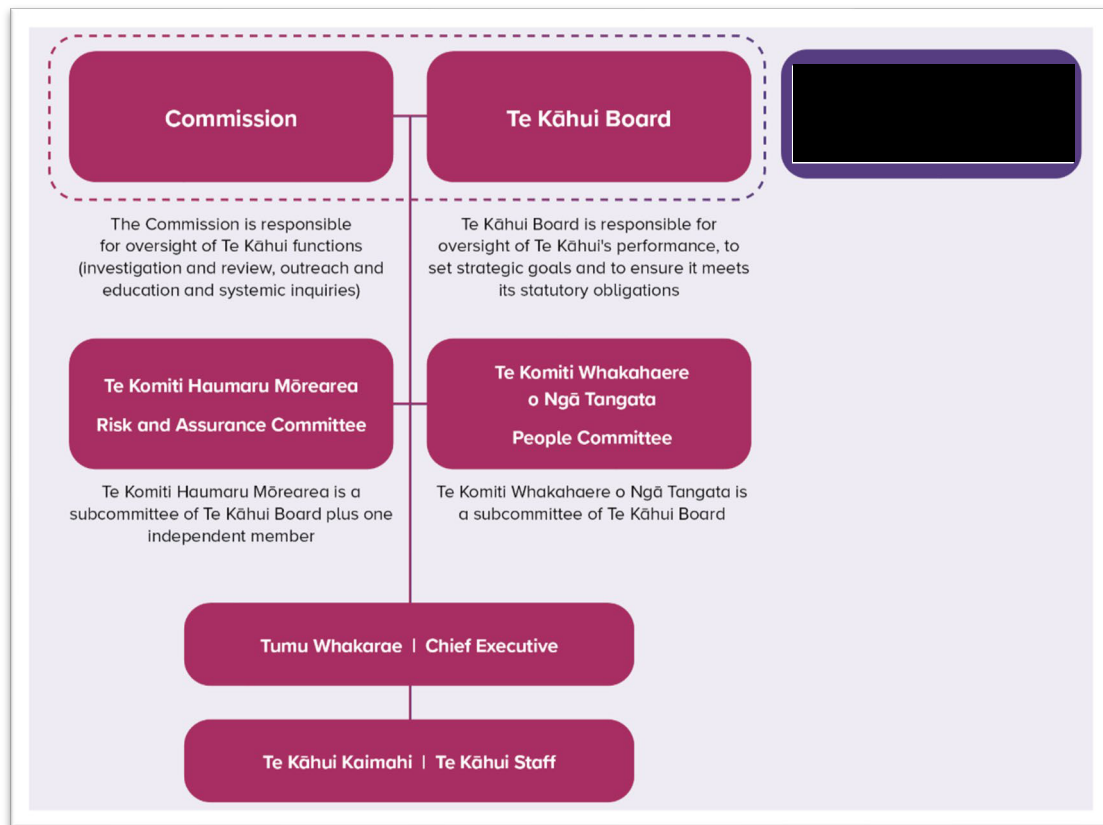 Commission
Te Kāhui Board
The Commission is responsible
for oversight of Te Kāhui functions
(investigation and review, outreach and
education and systemic inquiries)
Te Kāhui Board is responsible for
oversight of Te Kāhui's performance, to
set strategic goals and to ensure it meets
its statutory obligations
Te Komiti Haumaru Mōrearea
Risk and Assurance Committee
Te Komiti Whakahaere
o Ngā Tangata
People Committee
Te Komiti Haumaru Mōrearea is a
subcommittee of Te Kāhui Board plus one
independent member
Te Komiti Whakahaere o Ngā Tangata is
a subcommittee of Te Kāhui Board
Tumu Whakarae | Chief Executive
Te Kāhui Kaimahi | Te Kāhui Staff